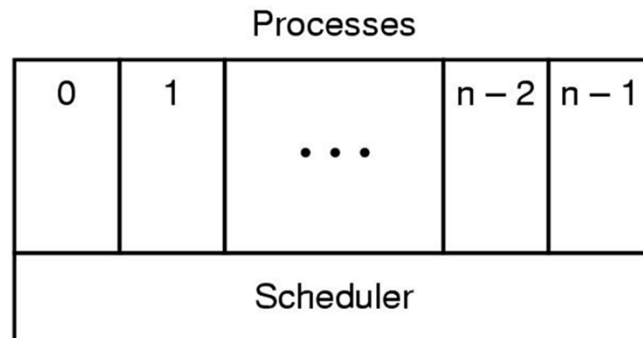 Processes
0 1 • • • n – 2 n – 1
Scheduler